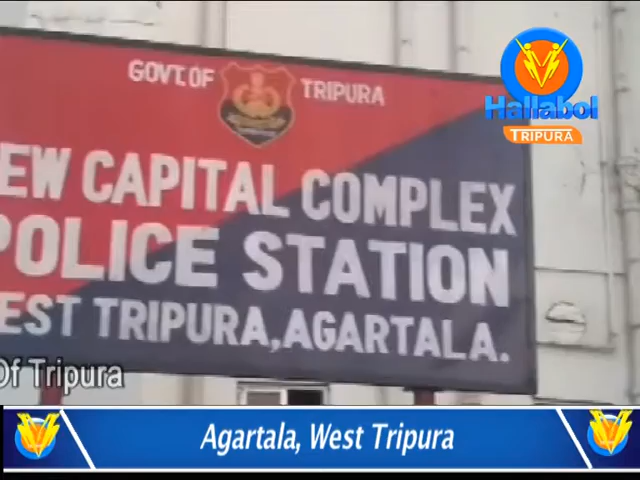 GOVT. OF TRIPURA
Hallabol
TRIPURA
EW CAPITAL COMPLEX
POLICE STATION
EST TRIPURA, AGARTALA.
Of Tripura
Agartala, West Tripura